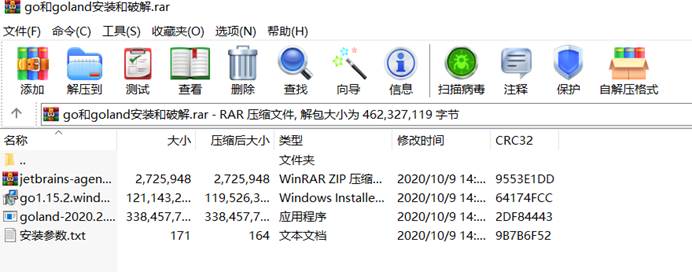 go和goland安装和破解.rar
文件(F) 命令(C) 工具(S) 收藏夹(O) 选项(N) 帮助(H)
添加 解压到 测试 查看 删除 查找 向导 信息 扫描病毒 注释 保护 自解压格式
go和goland安装和破解.rar - RAR 压缩文件, 解包大小为 462,327,119 字节
名称 大小 压缩后大小 类型 修改时间 CRC32
.. 文件夹
jetbrains-agen... 2,725,948 2,725,948 WinRAR ZIP 压缩... 2020/10/9 14:... 9553E1DD
go1.15.2.wind... 121,143,2... 119,526,3... Windows Installe... 2020/10/9 14:... 64174FCC
goland-2020.2.... 338,457,7... 338,457,7... 应用程序 2020/10/9 14:... 2DF84443
安装参数.txt 171 164 文本文档 2020/10/9 14:... 9B7B6F52